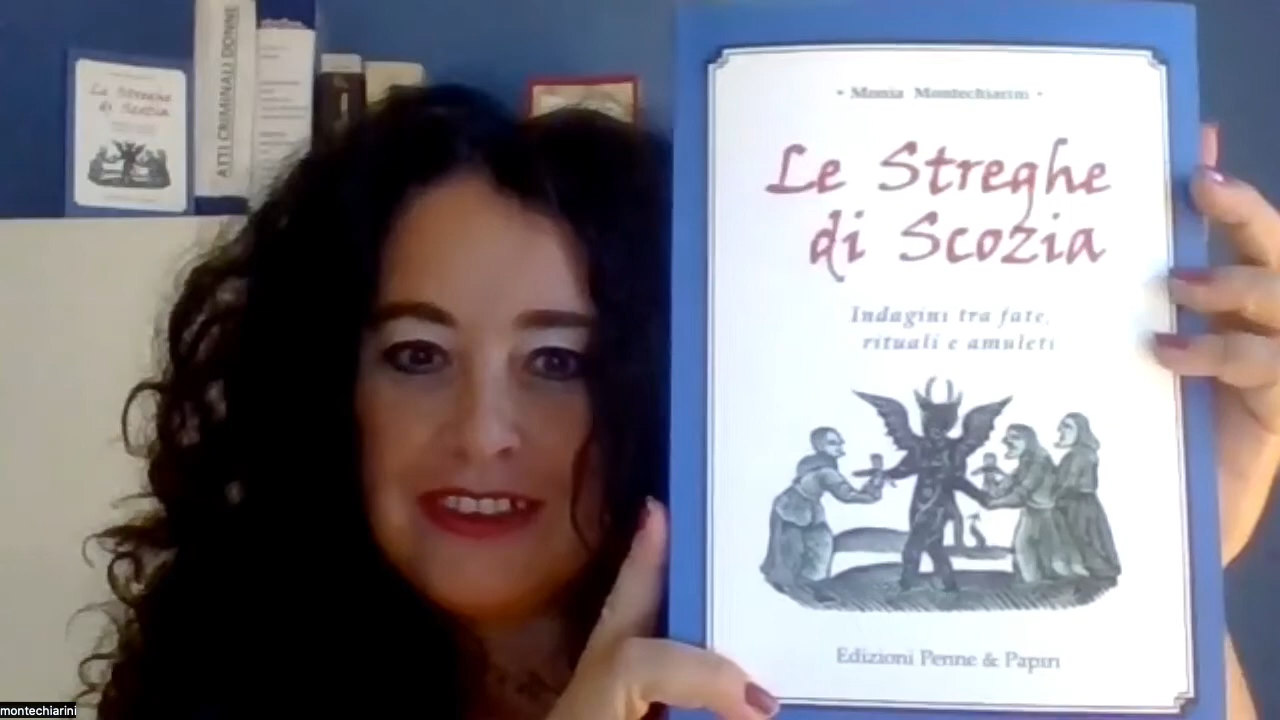 Le Streghe
di Scozia
ATTI CRIMINALI DONNE
• Monia Montechiarini •
Le Streghe
di Scozia
Indagini tra fate,
rituali e amuleti
Edizioni Penne & Papiri
montechiarini